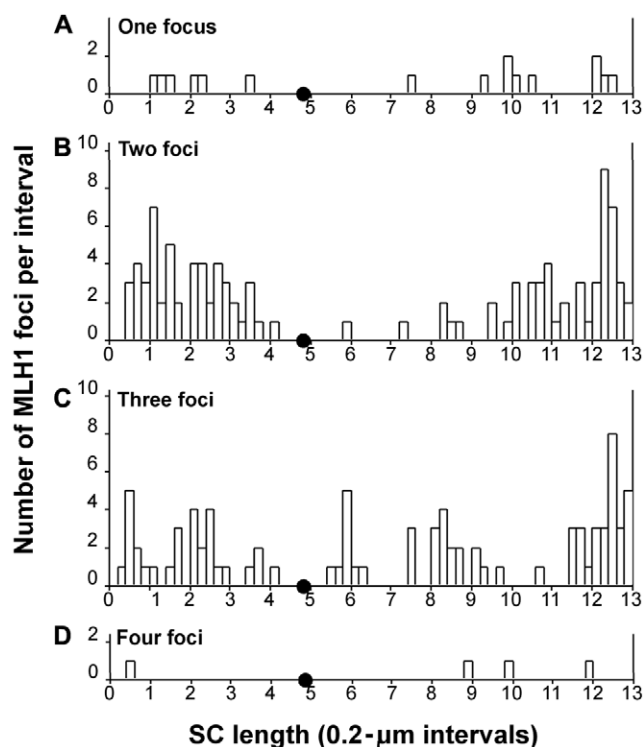 A
One focus
2
0
0 1 2 3 4 5 6 7 8 9 10 11 12 13
B
Two foci
10
8
6
4
2
0
0 1 2 3 4 5 6 7 8 9 10 11 12 13
C
Three foci
10
8
6
4
2
0
0 1 2 3 4 5 6 7 8 9 10 11 12 13
D
Four foci
2
0
0 1 2 3 4 5 6 7 8 9 10 11 12 13
Number of MLH1 foci per interval
SC length (0.2-µm intervals)